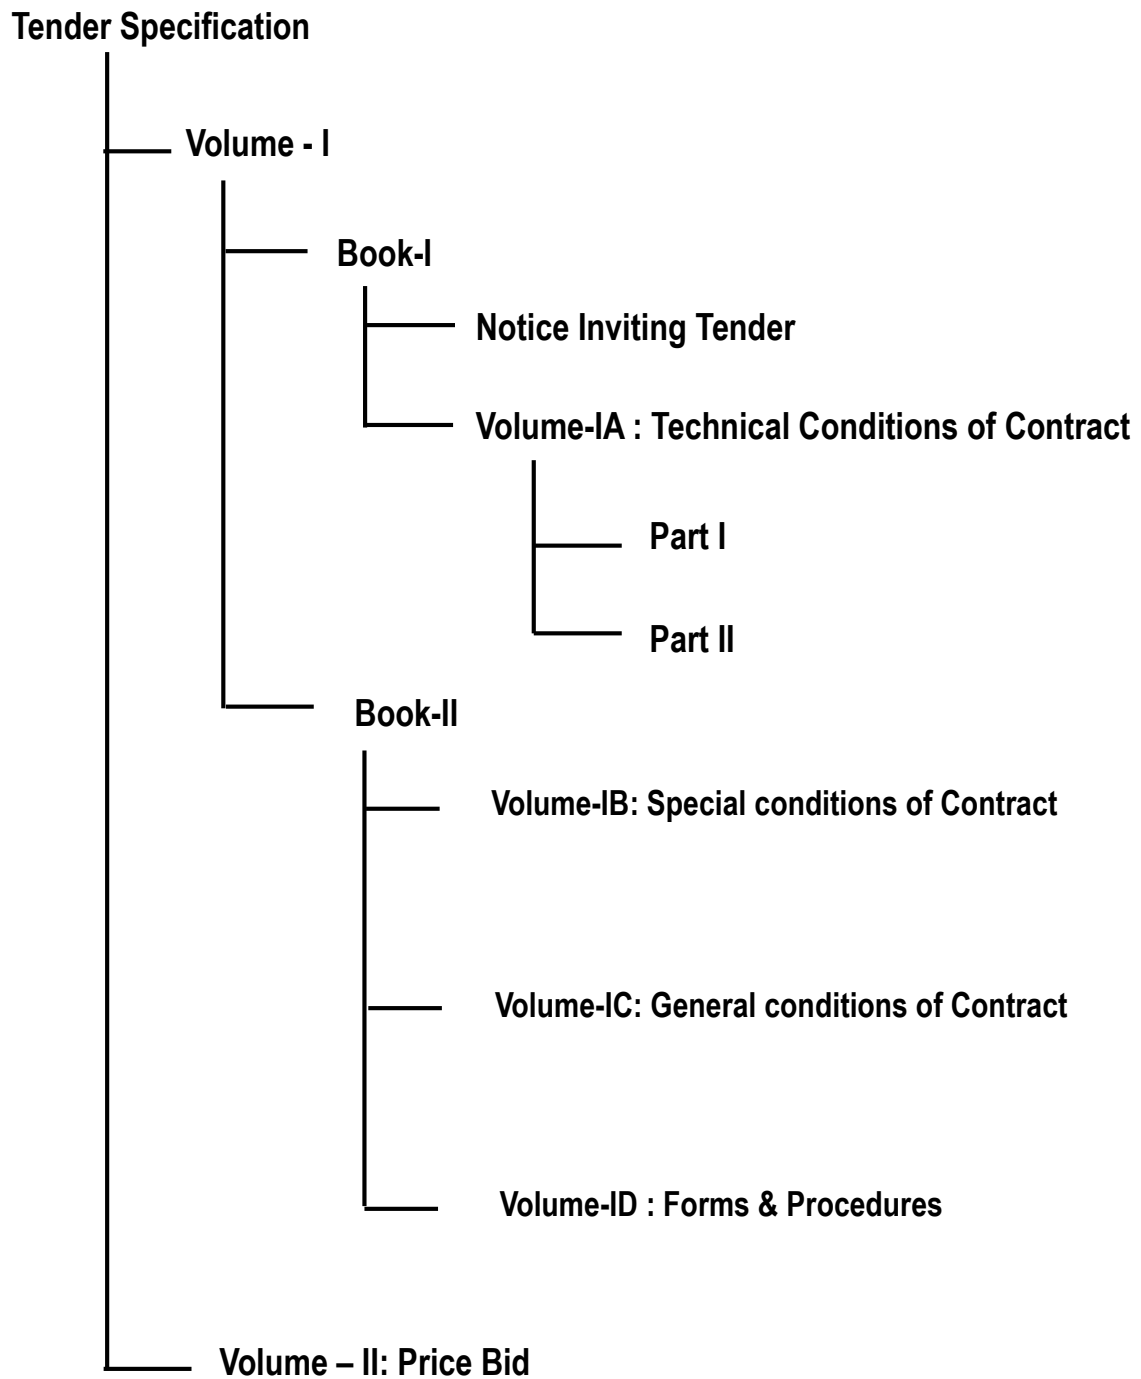 Tender Specification
Volume - I
Book-I
Notice Inviting Tender
Volume-IA : Technical Conditions of Contract
Part I
Part II
Book-II
Volume-IB: Special conditions of Contract
Volume-IC: General conditions of Contract
Volume-ID : Forms & Procedures
Volume – II: Price Bid